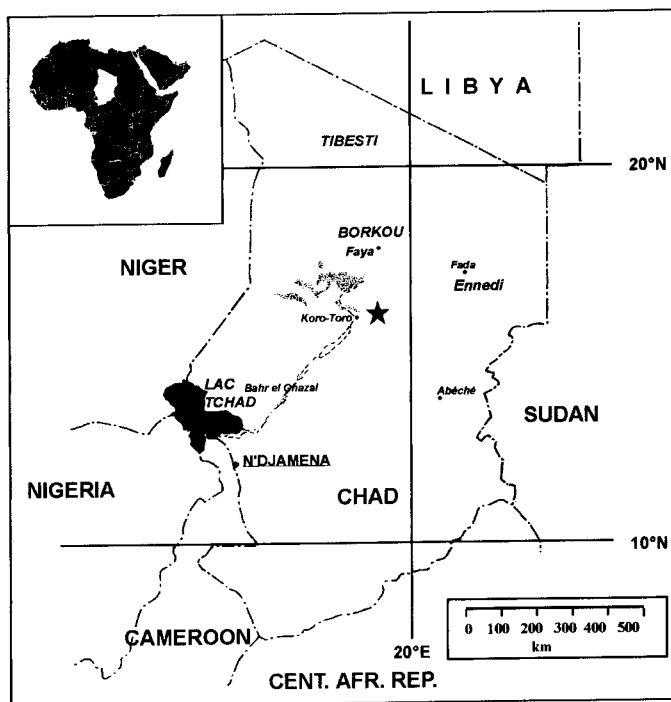 LIBYA
TIBESTI
20°N
BORKOU
Faya
NIGER
Fada
Ennedi
Koro-Toro
LAC
TCHAD
Bahr el Ghazal
Abéché
SUDAN
N'DJAMENA
NIGERIA
CHAD
10°N
0 100 200 300 400 500
km
CAMEROON
20°E
CENT. AFR. REP.